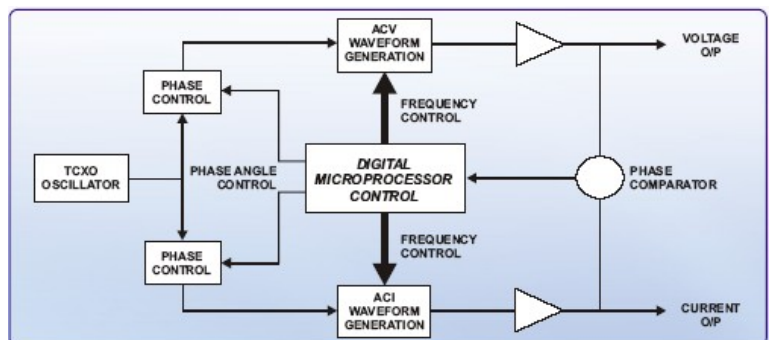 ACV
WAVEFORM
GENERATION
VOLTAGE
O/P
PHASE
CONTROL
FREQUENCY
CONTROL
TCXO
OSCILLATOR
PHASE ANGLE
CONTROL
DIGITAL
MICROPROCESSOR
CONTROL
PHASE
COMPARATOR
FREQUENCY
CONTROL
PHASE
CONTROL
ACI
WAVEFORM
GENERATION
CURRENT
O/P